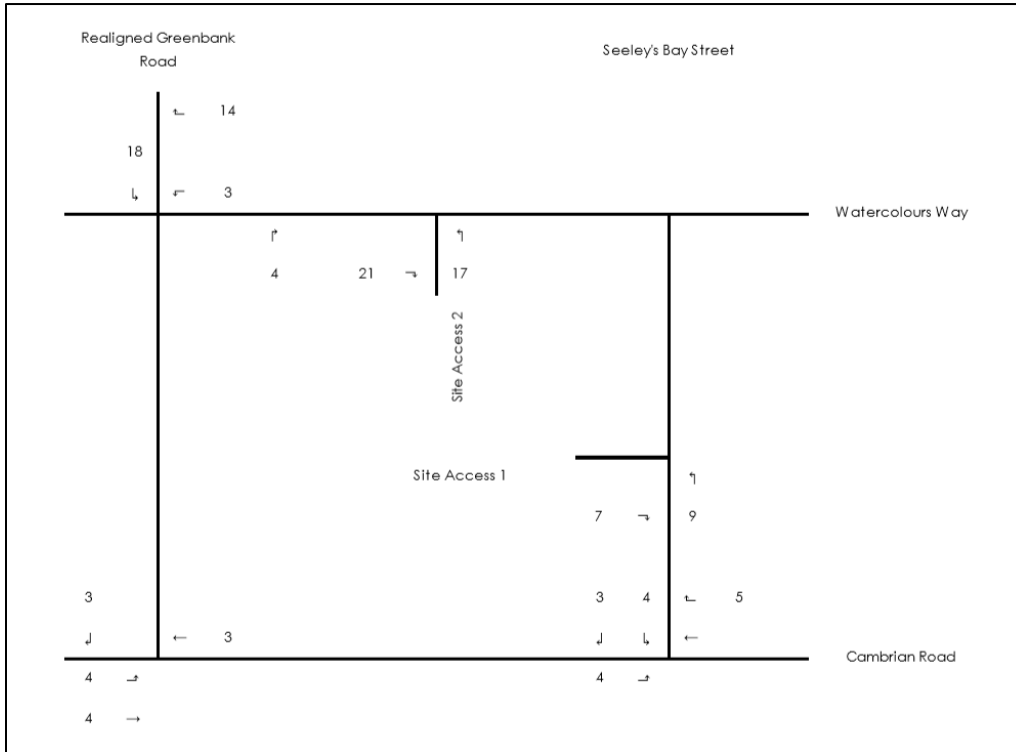 Realigned Greenbank
Road
Seeley's Bay Street
14
18
3
Watercolours Way
4 21 17
Site Access 2
Site Access 1
7 9
3 3 4 5
3
Cambrian Road
4 4
4